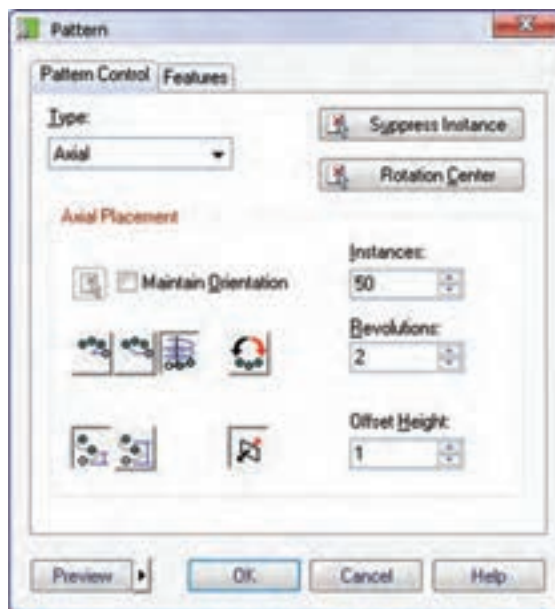 Pattern
Pattern Control Features
Type:
Axial
Suppress Instance
Rotation Center
Axial Placement
Maintain Orientation
Instances:
50
Revolutions:
2
Offset Height:
1
Preview OK Cancel Help